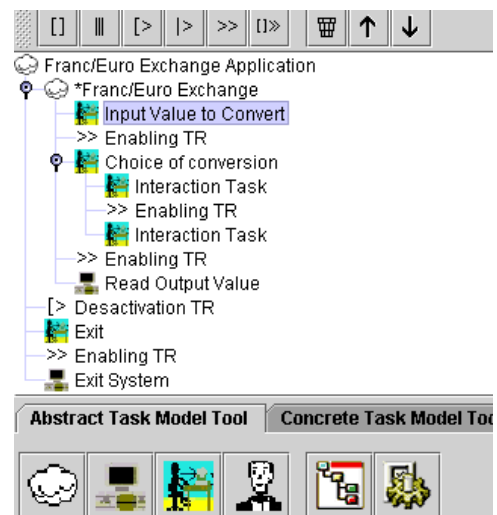 [] ||| [> |> >> []>>
Franc/Euro Exchange Application
*Franc/Euro Exchange
Input Value to Convert
>> Enabling TR
Choice of conversion
Interaction Task
>> Enabling TR
Interaction Task
>> Enabling TR
Read Output Value
[> Desactivation TR
Exit
>> Enabling TR
Exit System
Abstract Task Model Tool Concrete Task Model Too